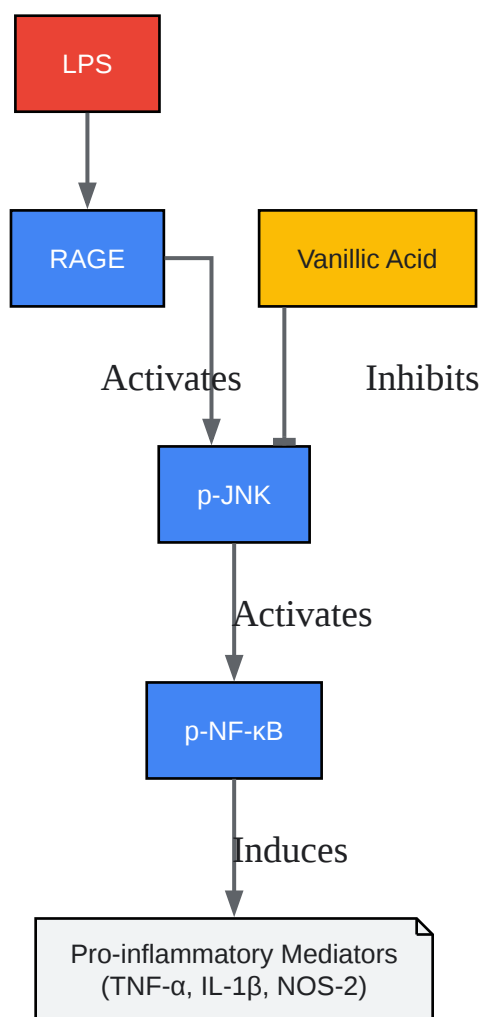 LPS
RAGE
Vanillic Acid
Activates
Inhibits
p-JNK
Activates
p-NF-κB
Induces
Pro-inflammatory Mediators
(TNF-α, IL-1β, NOS-2)